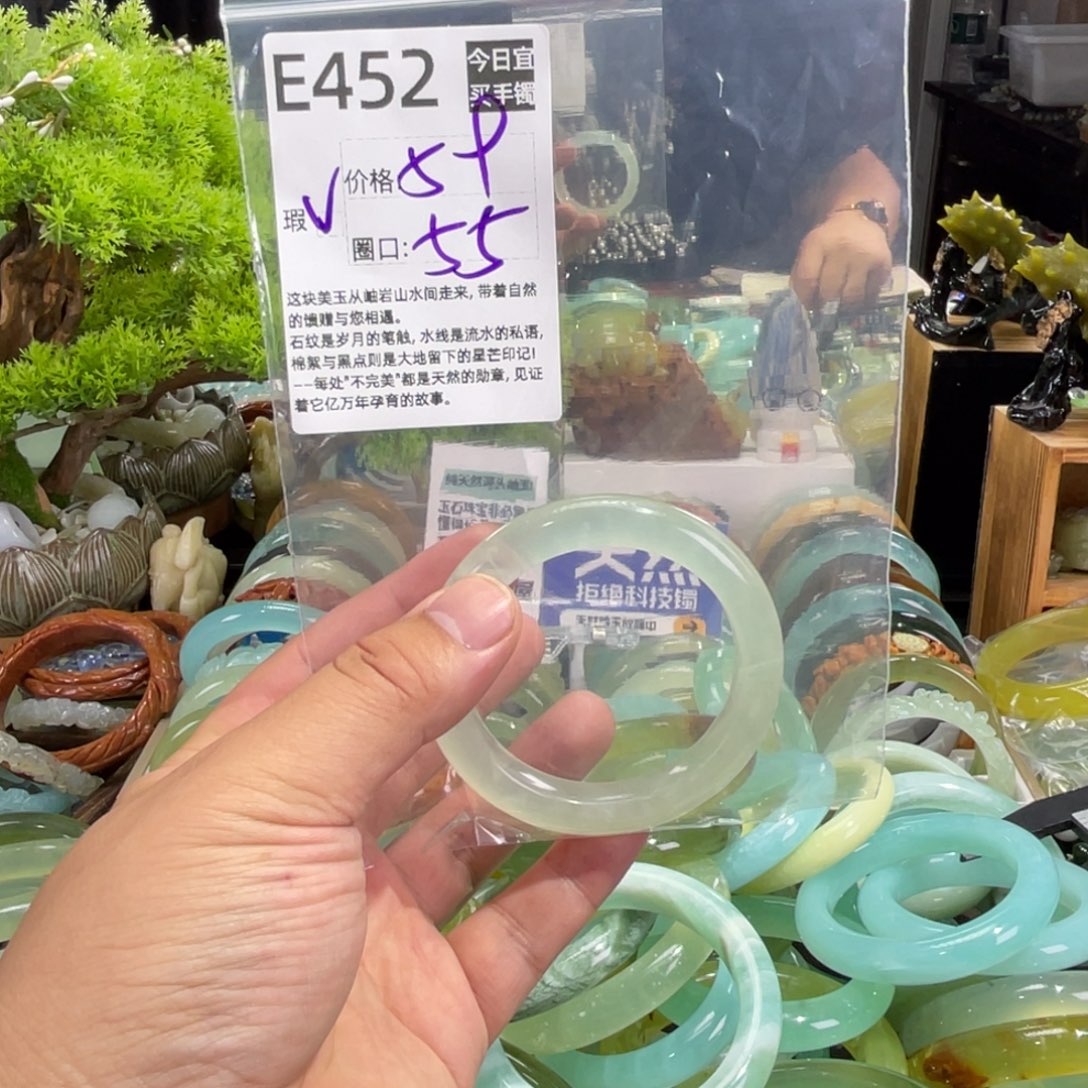 E452
今日宜
买手镯
价格59
瑕✓
圈口:55
这块美玉从岫岩山水间走来,带着自然
的馈赠与您相遇。
石纹是岁月的笔触,水线是流水的私语,
棉絮与黑点则是大地留下的星芒印记!
--每处"不完美"都是天然的勋章,见证
着它亿万年孕育的故事。
天然
拒绝科技镯